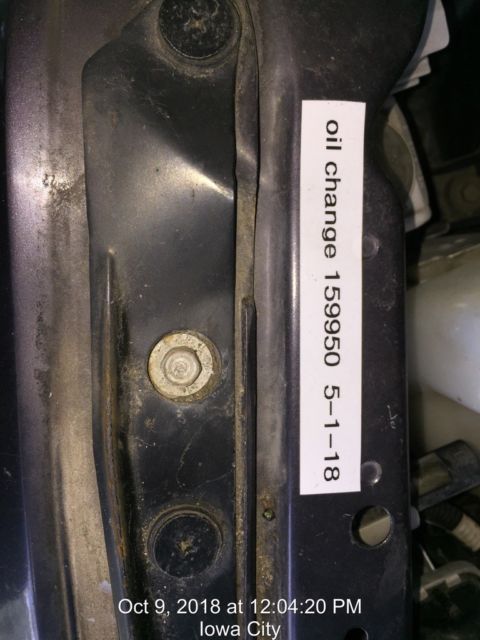 oil change 159950 5-1-18
Oct 9, 2018 at 12:04:20 PM
Iowa City